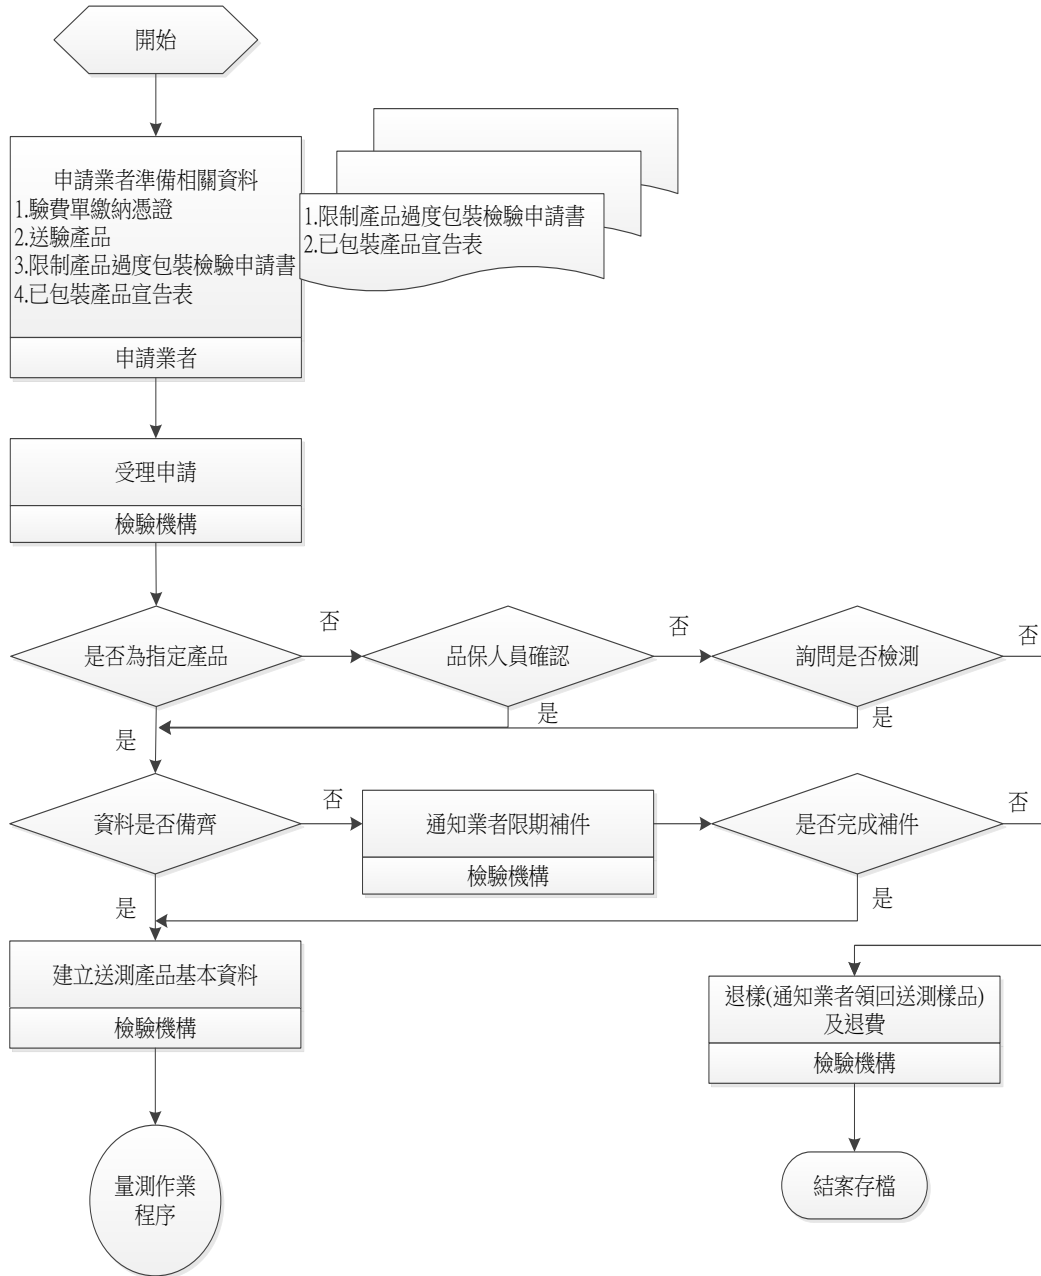 開始
申請業者準備相關資料
1.驗費單繳納憑證
2.送驗產品
3.限制產品過度包裝檢驗申請書
4.已包裝產品宣告表
申請業者
1.限制產品過度包裝檢驗申請書
2.已包裝產品宣告表
受理申請
檢驗機構
是否為指定產品
否
品保人員確認
否
詢問是否檢測
否
是
是
是
資料是否備齊
否
通知業者限期補件
檢驗機構
是否完成補件
否
是
是
建立送測產品基本資料
檢驗機構
退樣(通知業者領回送測樣品)
及退費
檢驗機構
量測作業
程序
結案存檔